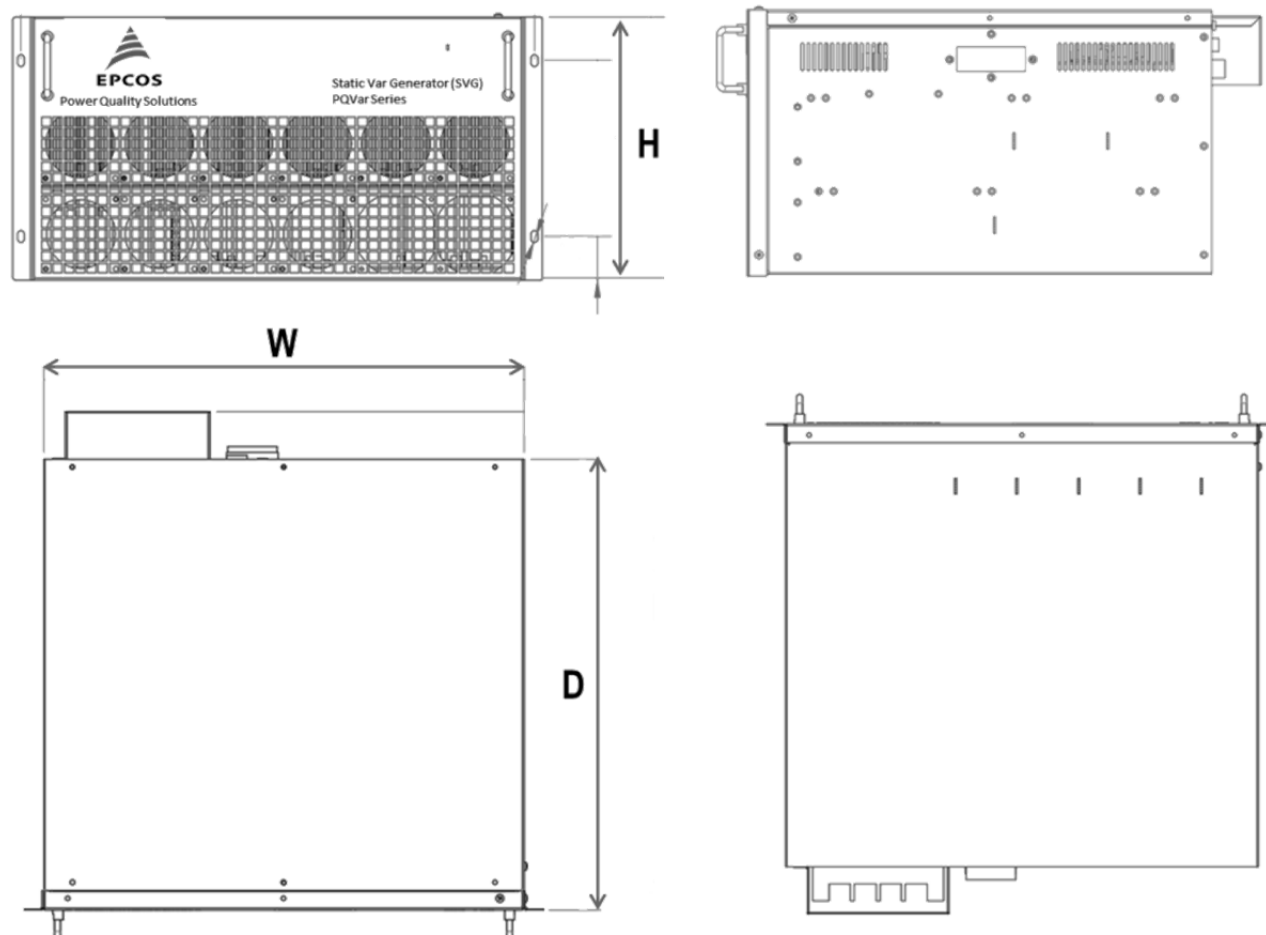 EPCOS
Power Quality Solutions
Static Var Generator (SVG)
PQVar Series
H
W
D